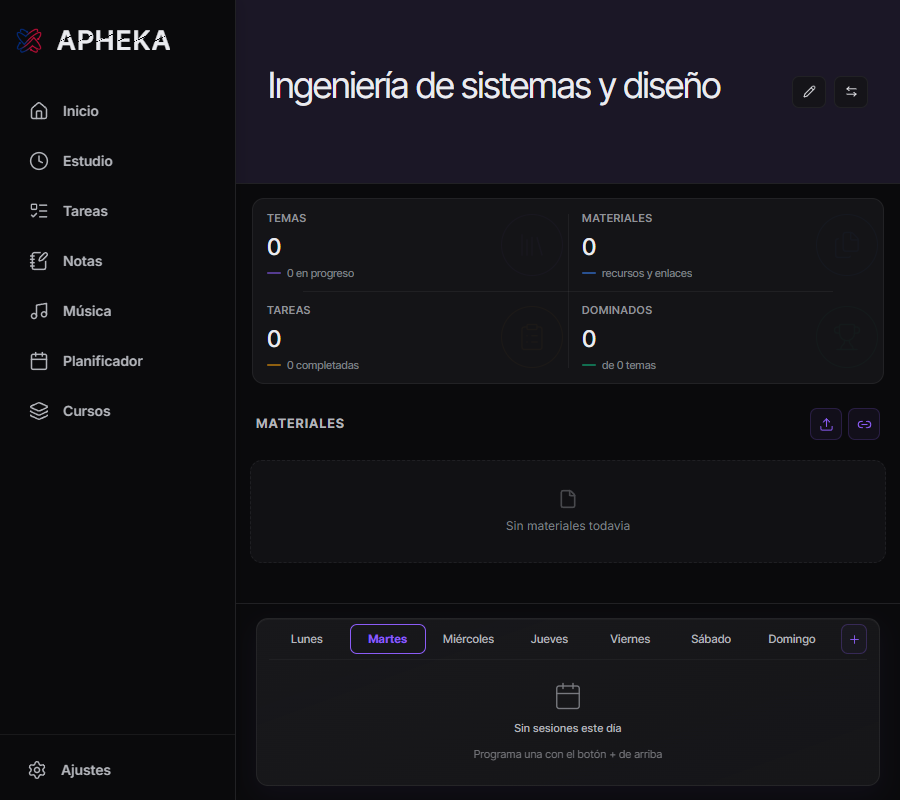 APHEKA
Inicio
Estudio
Tareas
Notas
Música
Planificador
Cursos
Ajustes
Ingeniería de sistemas y diseño
TEMAS
0
0 en progreso
MATERIALES
0
recursos y enlaces
TAREAS
0
0 completadas
DOMINADOS
0
de 0 temas
MATERIALES
Sin materiales todavia
Lunes Martes Miércoles Jueves Viernes Sábado Domingo +
Sin sesiones este día
Programa una con el botón + de arriba